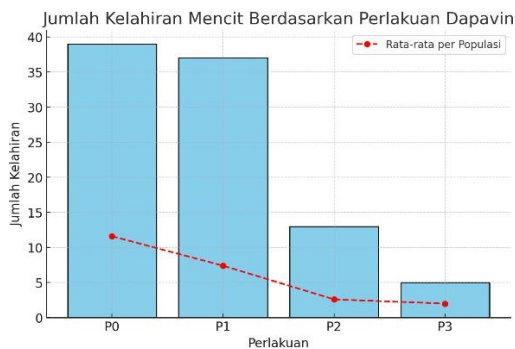 Jumlah Kelahiran Mencit Berdasarkan Perlakuan Dapavin
Rata-rata per Populasi
Jumlah Kelahiran
40
35
30
25
20
15
10
5
0
P0 P1 P2 P3
Perlakuan